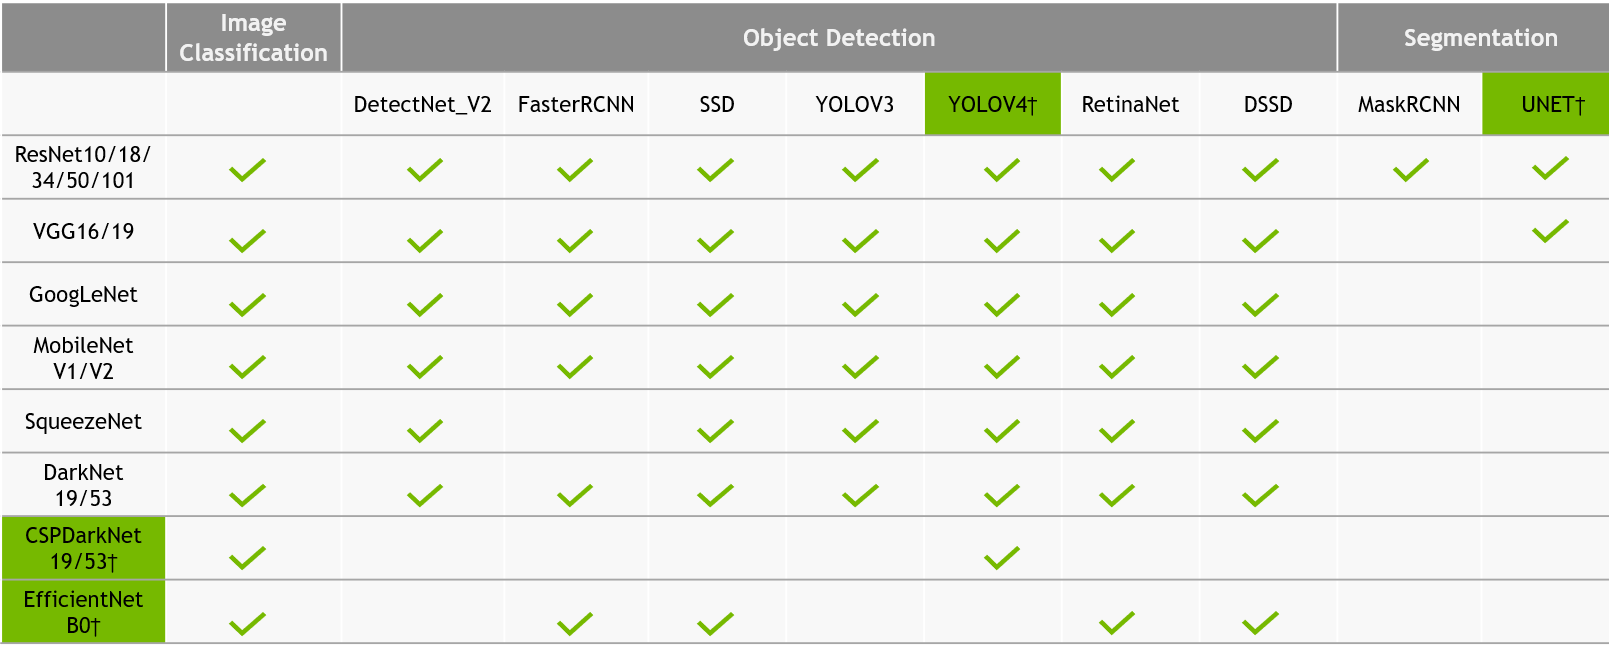 Image
Classification
Object Detection
Segmentation
DetectNet_V2 FasterRCNN SSD YOLOV3 YOLOV4† RetinaNet DSSD MaskRCNN UNET†
ResNet10/18/
34/50/101
VGG16/19
GoogLeNet
MobileNet
V1/V2
SqueezeNet
DarkNet
19/53
CSPDarkNet
19/53†
EfficientNet
B0†